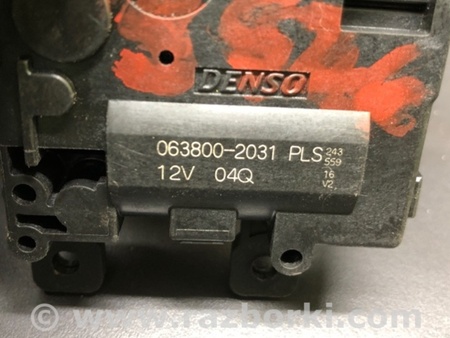 DENSO
063800-2031 PLS 243 559
12V 04Q 16 V2
© www.razborki.com